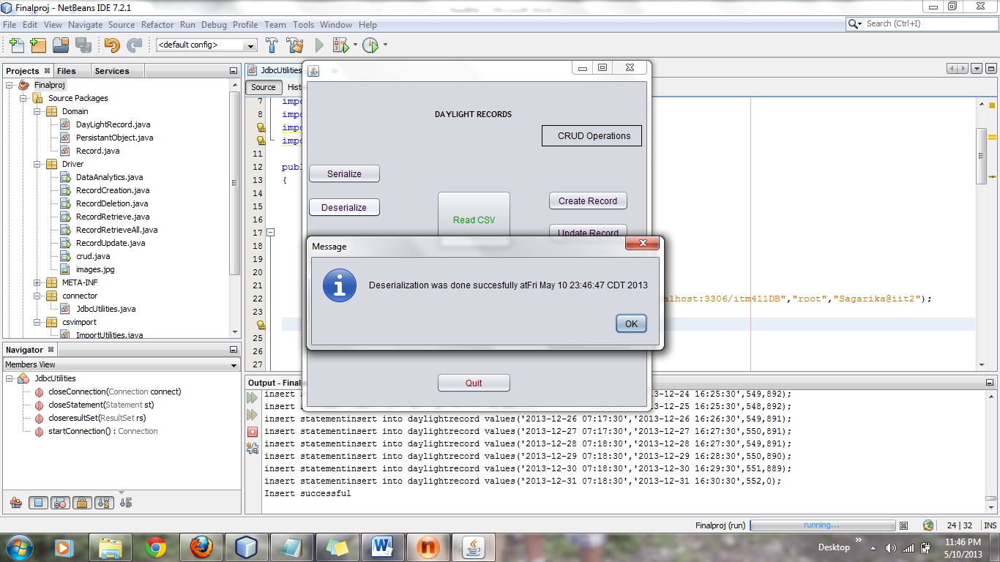 Finalproj - NetBeans IDE 7.2.1
File Edit View Navigate Source Refactor Run Debug Profile Team Tools Window Help
Search (Ctrl+I)
<default config>
Projects Files Services
Finalproj
Source Packages
Domain
DayLightRecord.java
PersistantObject.java
Record.java
Driver
DataAnalytics.java
RecordCreation.java
RecordDeletion.java
RecordRetrieve.java
RecordRetrieveAll.java
RecordUpdate.java
crud.java
images.jpg
META-INF
connector
JdbcUtilities.java
csvimport
ImportUtilities.java
Navigator
Members View
JdbcUtilities
closeConnection(Connection connect)
closeStatement(Statement st)
closeresultSet(ResultSet rs)
startConnection() : Connection
JdbcUtilities
Source Hist
7 impo
8 impo
impo
impo
11
12 publ
13 {
14
15
16
17
18
19
20
21
22 alhost:3306/itm411DB","root","Sagarika@iit2");
23
25
26
27
DAYLIGHT RECORDS
CRUD Operations
Serialize
Deserialize
Read CSV
Create Record
Update Record
Quit
Message
Deserialization was done succesfully atFri May 10 23:46:47 CDT 2013
OK
Output - Final
insert s 3-12-24 16:25:30',549,892);
insert s 3-12-25 16:25:30',548,892);
insert statementinsert into daylightrecord values('2013-12-26 07:17:30','2013-12-26 16:26:30',549,891);
insert statementinsert into daylightrecord values('2013-12-27 07:17:30','2013-12-27 16:27:30',550,891);
insert statementinsert into daylightrecord values('2013-12-28 07:18:30','2013-12-28 16:27:30',549,891);
insert statementinsert into daylightrecord values('2013-12-29 07:18:30','2013-12-29 16:28:30',550,890);
insert statementinsert into daylightrecord values('2013-12-30 07:18:30','2013-12-30 16:29:30',551,889);
insert statementinsert into daylightrecord values('2013-12-31 07:18:30','2013-12-31 16:30:30',552,0);
Insert successful
Finalproj (run) running... 24 | 32 INS
Desktop
11:46 PM
5/10/2013